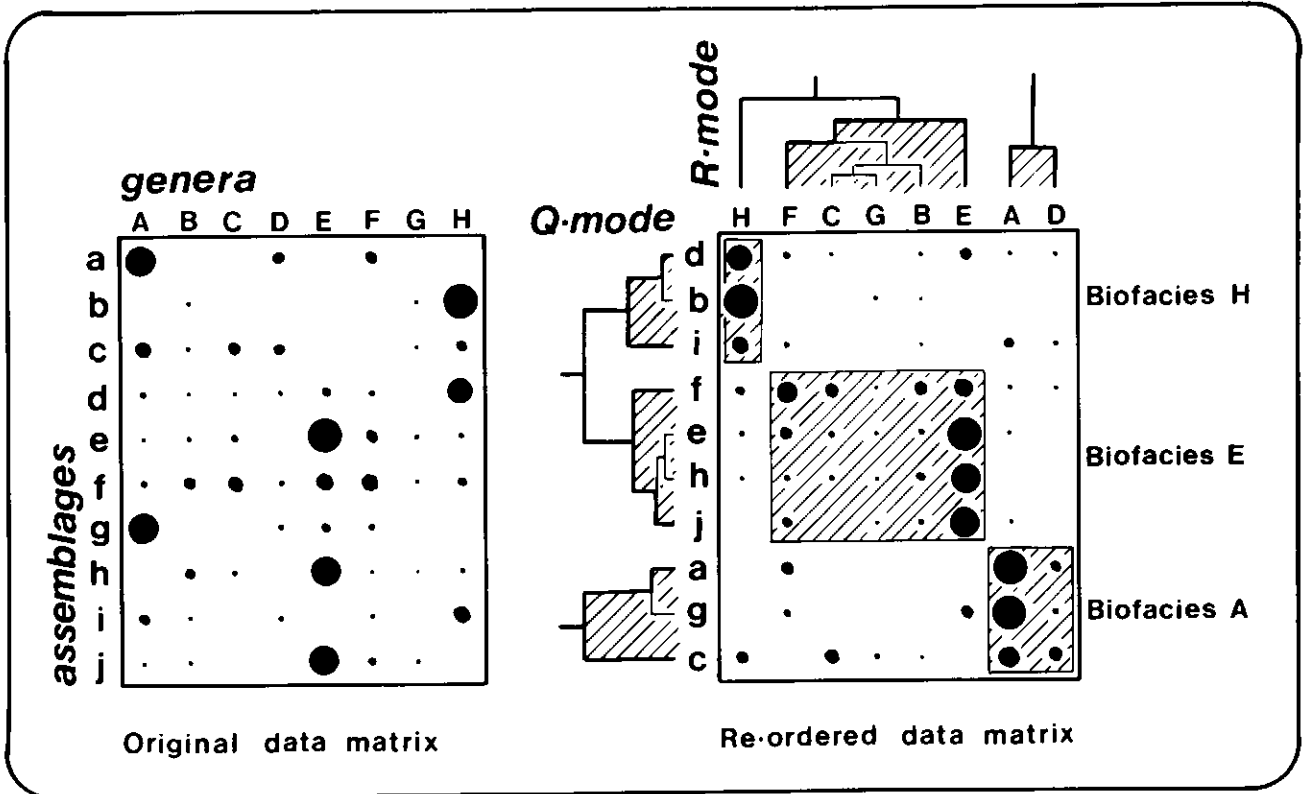 genera
A B C D E F G H
assemblages
a
b
c
d
e
f
g
h
i
j
Original data matrix
R·mode
Q·mode
H F C G B E A D
d
b
i
f
e
h
j
a
g
c
Biofacies H
Biofacies E
Biofacies A
Re·ordered data matrix